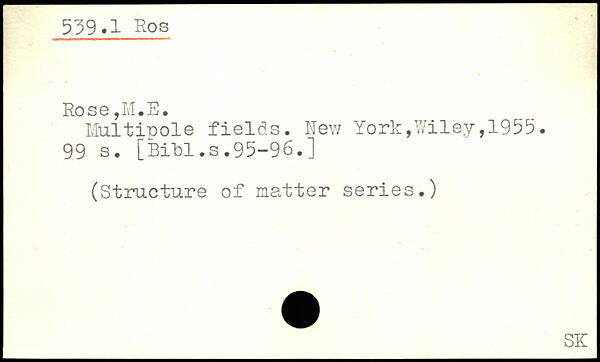 539.1 Ros
Rose,M.E.
Multipole fields. New York,Wiley,1955.
99 s. [Bibl.s.95-96.]
(Structure of matter series.)
SK